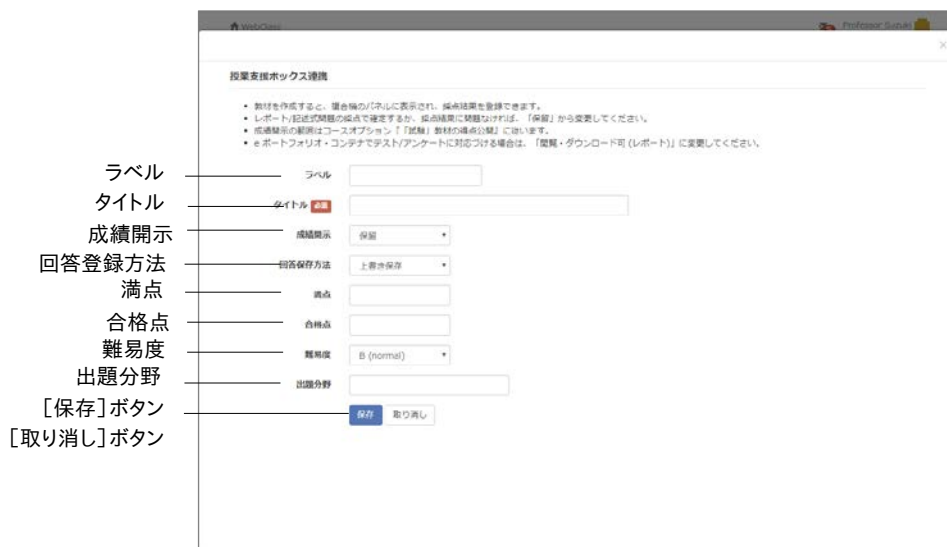 WebClass
Professor Suzuki
×
授業支援ボックス連携
• 教材を作成すると、複合機のパネルに表示され、採点結果を登録できます。
• レポート/記述式問題の採点で確定するか、採点結果に問題なければ、「保留」から変更してください。
• 成績開示の範囲はコースオプション『「試験」教材の得点公開』に従います。
• e ポートフォリオ・コンテナでテスト/アンケートに対応づける場合は、「閲覧・ダウンロード可 (レポート)」に変更してください。
ラベル ラベル
タイトル タイトル 必須
成績開示 成績開示 保留
回答登録方法 回答保存方法 上書き保存
満点 満点
合格点 合格点
難易度 難易度 B (normal)
出題分野 出題分野
[保存]ボタン 保存 取り消し
[取り消し]ボタン